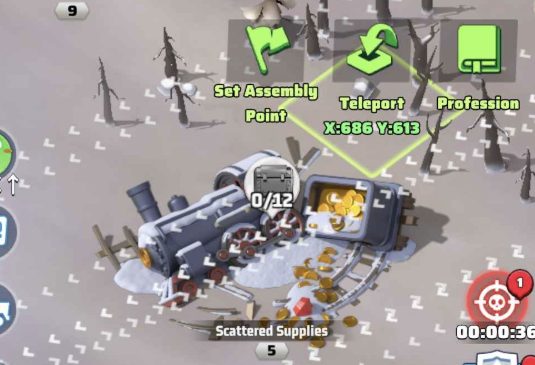 9
Set Assembly
Point
Teleport
X:686 Y:613
Profession
0/12
1
00:00:36
Scattered Supplies
5